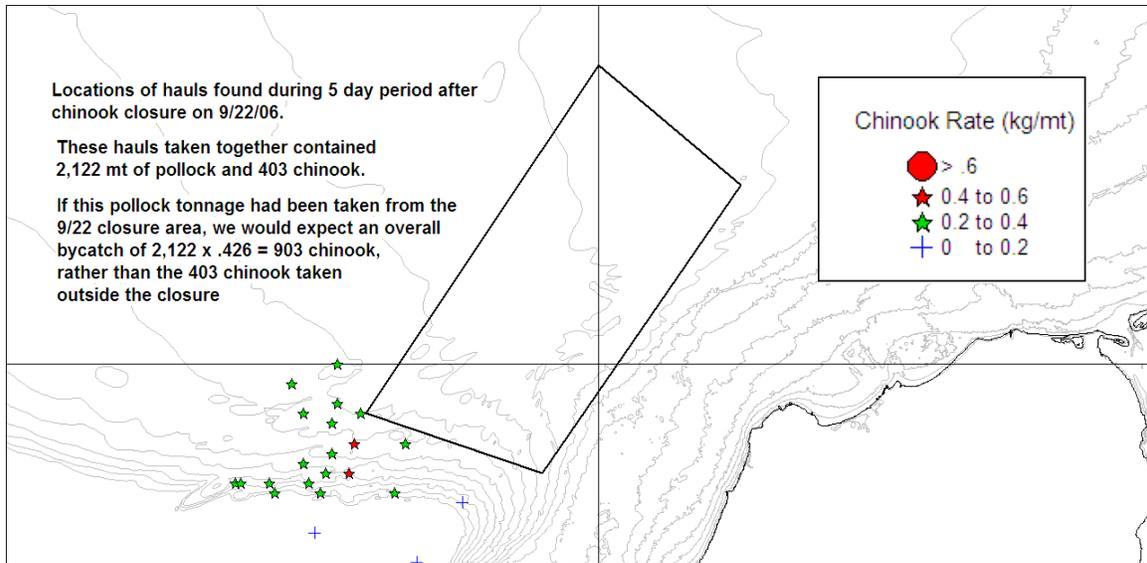 Locations of hauls found during 5 day period after
chinook closure on 9/22/06.
These hauls taken together contained
2,122 mt of pollock and 403 chinook.
If this pollock tonnage had been taken from the
9/22 closure area, we would expect an overall
bycatch of 2,122 x .426 = 903 chinook,
rather than the 403 chinook taken
outside the closure
Chinook Rate (kg/mt)
> .6
0.4 to 0.6
0.2 to 0.4
0 to 0.2